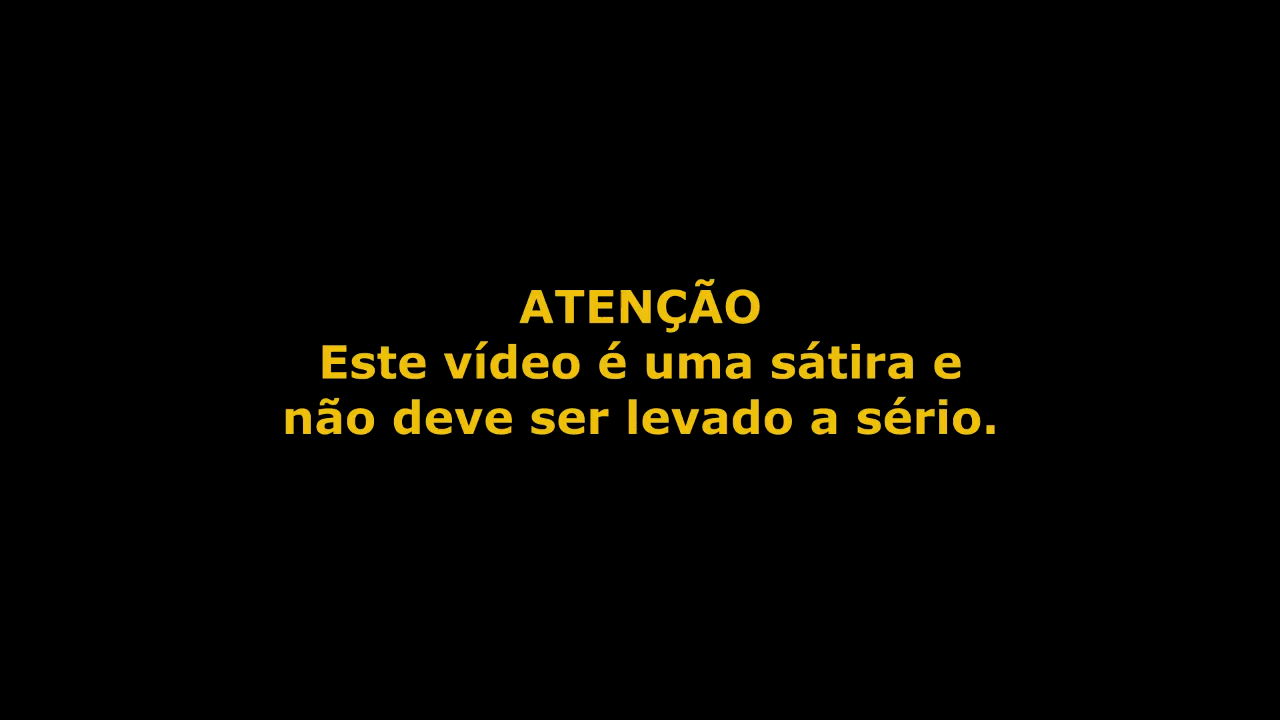 ATENÇÃO
Este vídeo é uma sátira e
não deve ser levado a sério.